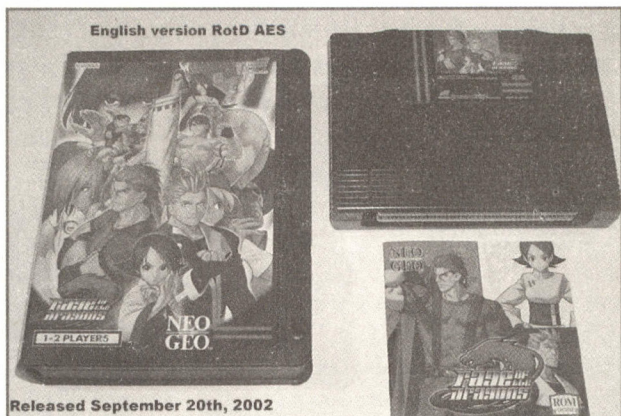 English version RotD AES
RAGE OF THE
DRAGONS
1-2 PLAYERS
NEO
GEO
NEO
GEO
RAGE OF THE
DRAGONS
ROM
Released September 20th, 2002